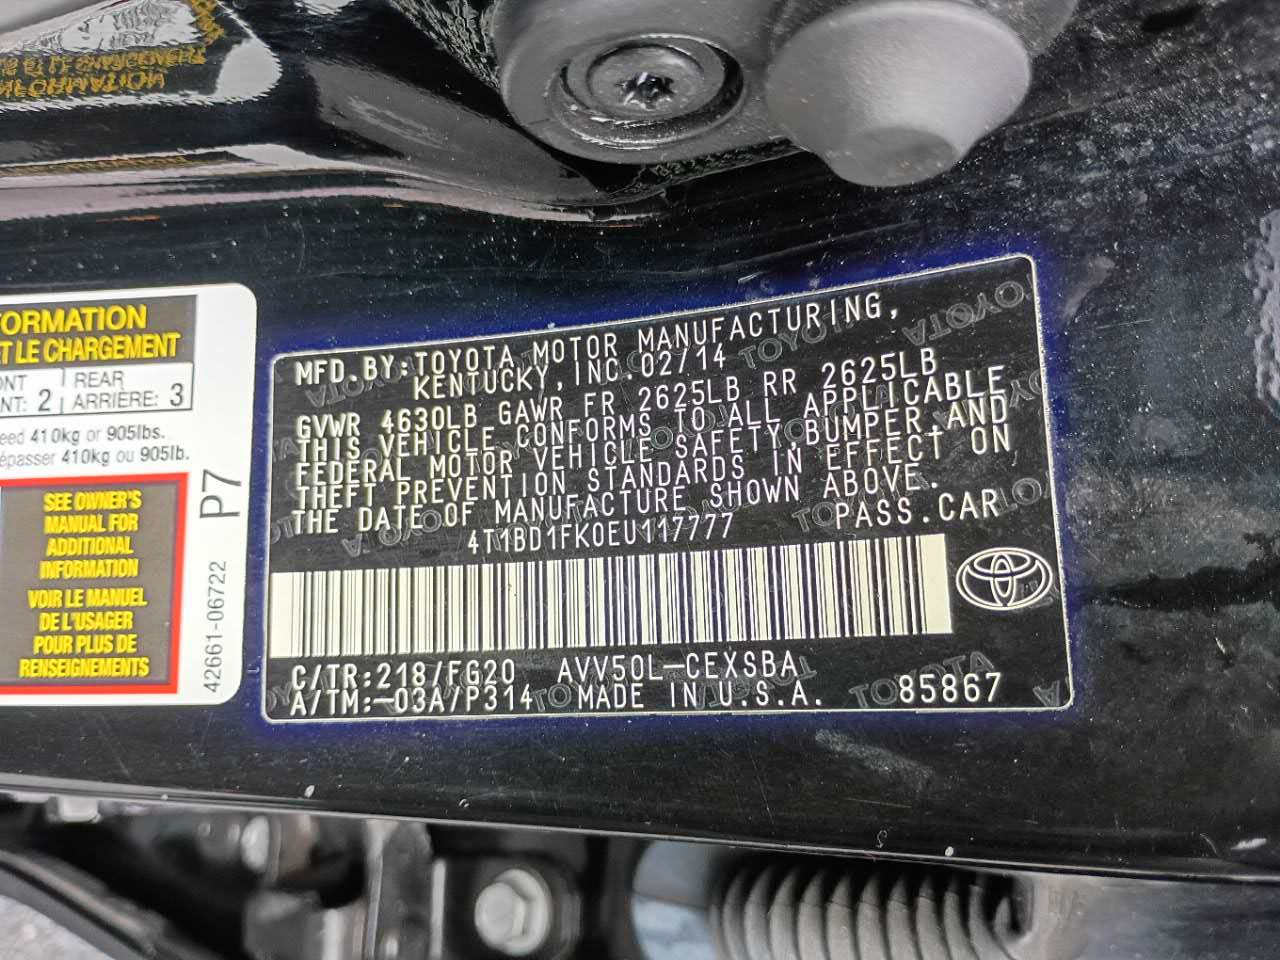 FORMATION
ET LE CHARGEMENT
REAR
ARRIÈRE: 3
NT: 2
eed 410kg or 905lbs.
épasser 410kg ou 905lb.
SEE OWNER'S
MANUAL FOR
ADDITIONAL
INFORMATION
VOIR LE MANUEL
DE L'USAGER
POUR PLUS DE
RENSEIGNEMENTS
P7
42661-06722
MFD.BY:TOYOTA MOTOR MANUFACTURING,
KENTUCKY,INC.02/14
GVWR 4630LB GAWR FR 2625LB RR 2625LB
THIS VEHICLE CONFORMS TO ALL APPLICABLE
FEDERAL MOTOR VEHICLE SAFETY,BUMPER,AND
THEFT PREVENTION STANDARDS IN EFFECT ON
THE DATE OF MANUFACTURE SHOWN ABOVE.
4T1BD1FK0EU117777 PASS.CAR
C/TR:218/FG20 AVV50L-CEXSBA
A/TM:-03A/P314 MADE IN U.S.A. 85867